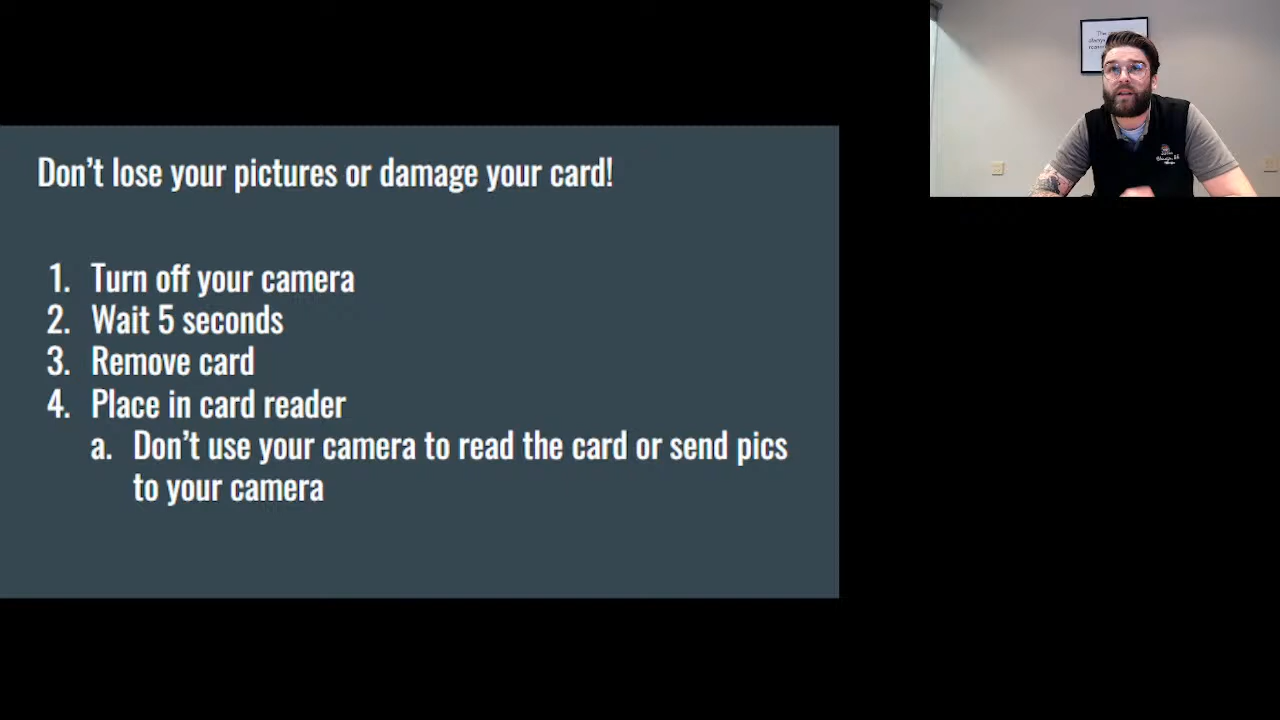 Don't lose your pictures or damage your card!
1. Turn off your camera
2. Wait 5 seconds
3. Remove card
4. Place in card reader
a. Don't use your camera to read the card or send pics
to your camera